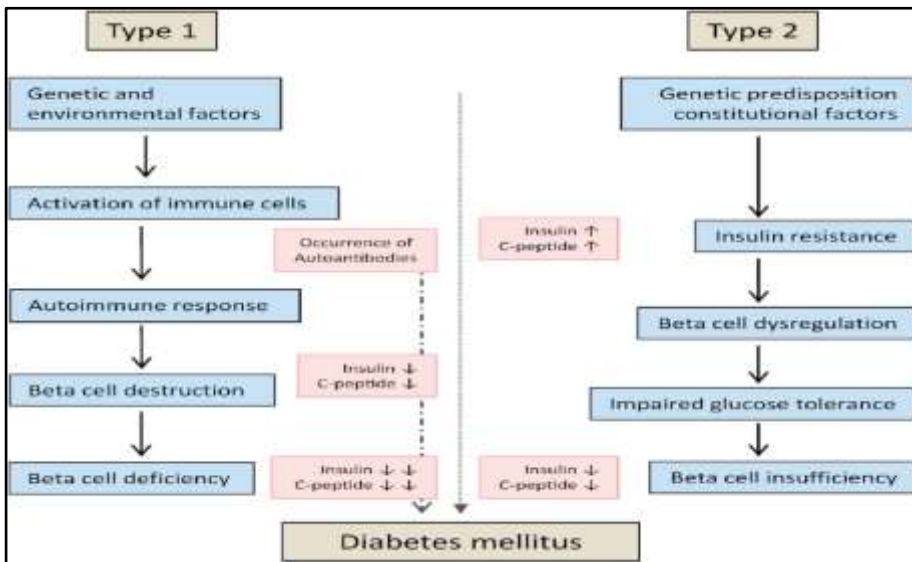 Type 1
Type 2
Genetic and
environmental factors
Genetic predisposition
constitutional factors
Activation of immune cells
Occurrence of
Autoantibodies
Insulin ↑
C-peptide ↑
Insulin resistance
Autoimmune response
Beta cell dysregulation
Insulin ↓
C-peptide ↓
Beta cell destruction
Impaired glucose tolerance
Beta cell deficiency
Insulin ↓ ↓
C-peptide ↓ ↓
Insulin ↓
C-peptide ↓
Beta cell insufficiency
Diabetes mellitus